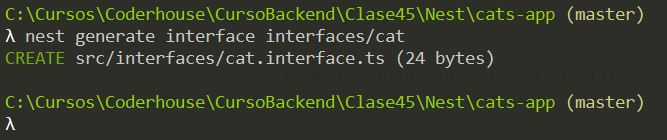 C:\Cursos\Coderhouse\CursoBackend\Clase45\Nest\cats-app (master)
λ nest generate interface interfaces/cat
CREATE src/interfaces/cat.interface.ts (24 bytes)
C:\Cursos\Coderhouse\CursoBackend\Clase45\Nest\cats-app (master)
λ